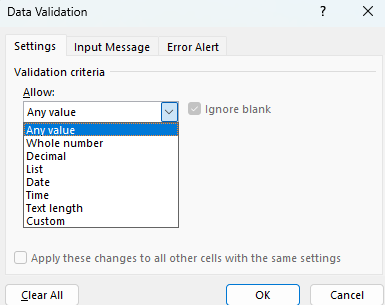 Data Validation ? ×
Settings Input Message Error Alert
Validation criteria
Allow:
Any value Ignore blank
Any value
Whole number
Decimal
List
Date
Time
Text length
Custom
Apply these changes to all other cells with the same settings
Clear All OK Cancel